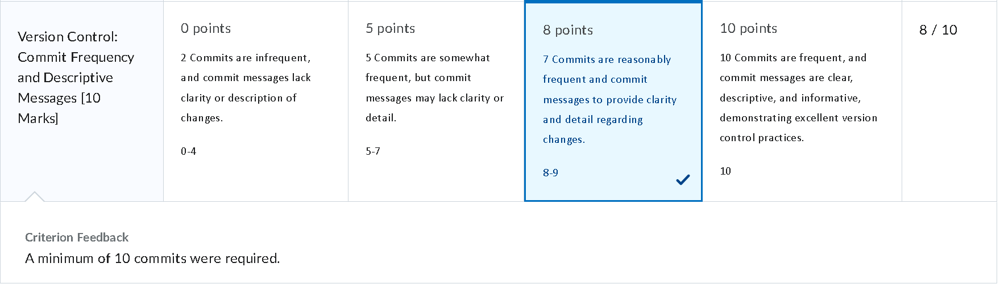 Version Control:
Commit Frequency
and Descriptive
Messages [10
Marks]
0 points
2 Commits are infrequent,
and commit messages lack
clarity or description of
changes.
0-4
5 points
5 Commits are somewhat
frequent, but commit
messages may lack clarity or
detail.
5-7
8 points
7 Commits are reasonably
frequent and commit
messages to provide clarity
and detail regarding
changes.
8-9
10 points
10 Commits are frequent, and
commit messages are clear,
descriptive, and informative,
demonstrating excellent version
control practices.
10
8 / 10
Criterion Feedback
A minimum of 10 commits were required.